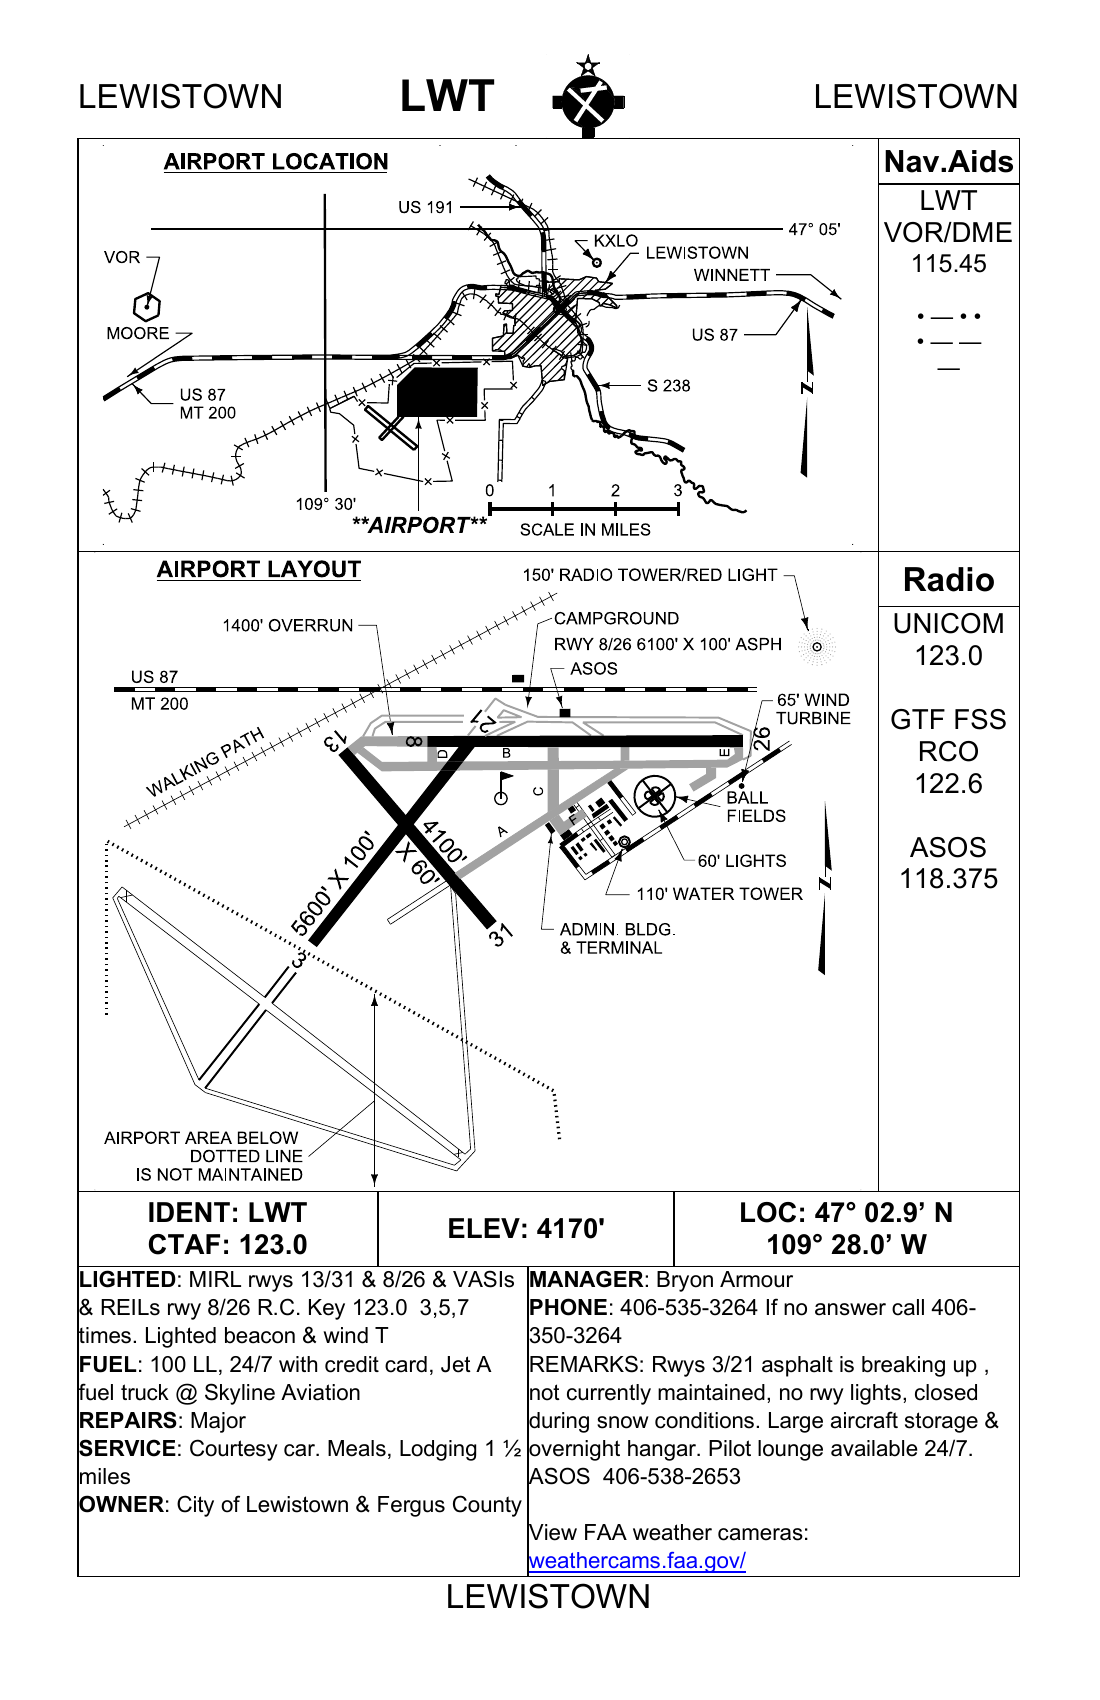 LEWISTOWN
LWT
LEWISTOWN
AIRPORT LOCATION
US 191
47° 05'
KXLO
LEWISTOWN
WINNETT
VOR
MOORE
US 87
US 87
MT 200
S 238
N
109° 30'
**AIRPORT**
0 1 2 3
SCALE IN MILES
Nav.Aids
LWT
VOR/DME
115.45
• — • •
• — —
—
AIRPORT LAYOUT
150' RADIO TOWER/RED LIGHT
1400' OVERRUN
CAMPGROUND
RWY 8/26 6100' X 100' ASPH
ASOS
US 87
MT 200
65' WIND
TURBINE
WALKING PATH
13
8
21
26
D
B
E
C
A
F
BALL
FIELDS
4100'
X 60'
5600' X 100'
60' LIGHTS
110' WATER TOWER
31
3
ADMIN. BLDG.
& TERMINAL
N
X
X
AIRPORT AREA BELOW
DOTTED LINE
IS NOT MAINTAINED
Radio
UNICOM
123.0
GTF FSS
RCO
122.6
ASOS
118.375
IDENT: LWT
CTAF: 123.0
ELEV: 4170'
LOC: 47° 02.9’ N
109° 28.0’ W
LIGHTED: MIRL rwys 13/31 & 8/26 & VASIs
& REILs rwy 8/26 R.C. Key 123.0  3,5,7
times. Lighted beacon & wind T
FUEL: 100 LL, 24/7 with credit card, Jet A
fuel truck @ Skyline Aviation
REPAIRS: Major
SERVICE: Courtesy car. Meals, Lodging 1 ½
miles
OWNER: City of Lewistown & Fergus County
MANAGER: Bryon Armour
PHONE: 406-535-3264 If no answer call 406-
350-3264
REMARKS: Rwys 3/21 asphalt is breaking up ,
not currently maintained, no rwy lights, closed
during snow conditions. Large aircraft storage &
overnight hangar. Pilot lounge available 24/7.
ASOS  406-538-2653
View FAA weather cameras:
weathercams.faa.gov/
LEWISTOWN